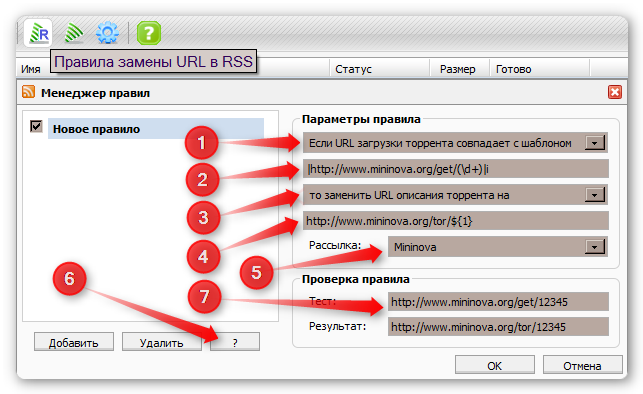 R ?
Правила замены URL в RSS
Имя Статус Размер Готово
Менеджер правил
Новое правило
Параметры правила
1 Если URL загрузки торрента совпадает с шаблоном
2 |http://www.mininova.org/get/(\d+)|i
3 то заменить URL описания торрента на
4 http://www.mininova.org/tor/${1}
5 Рассылка: Mininova
6
Проверка правила
7 Тест: http://www.mininova.org/get/12345
Результат: http://www.mininova.org/tor/12345
Добавить Удалить ?
OK Отмена